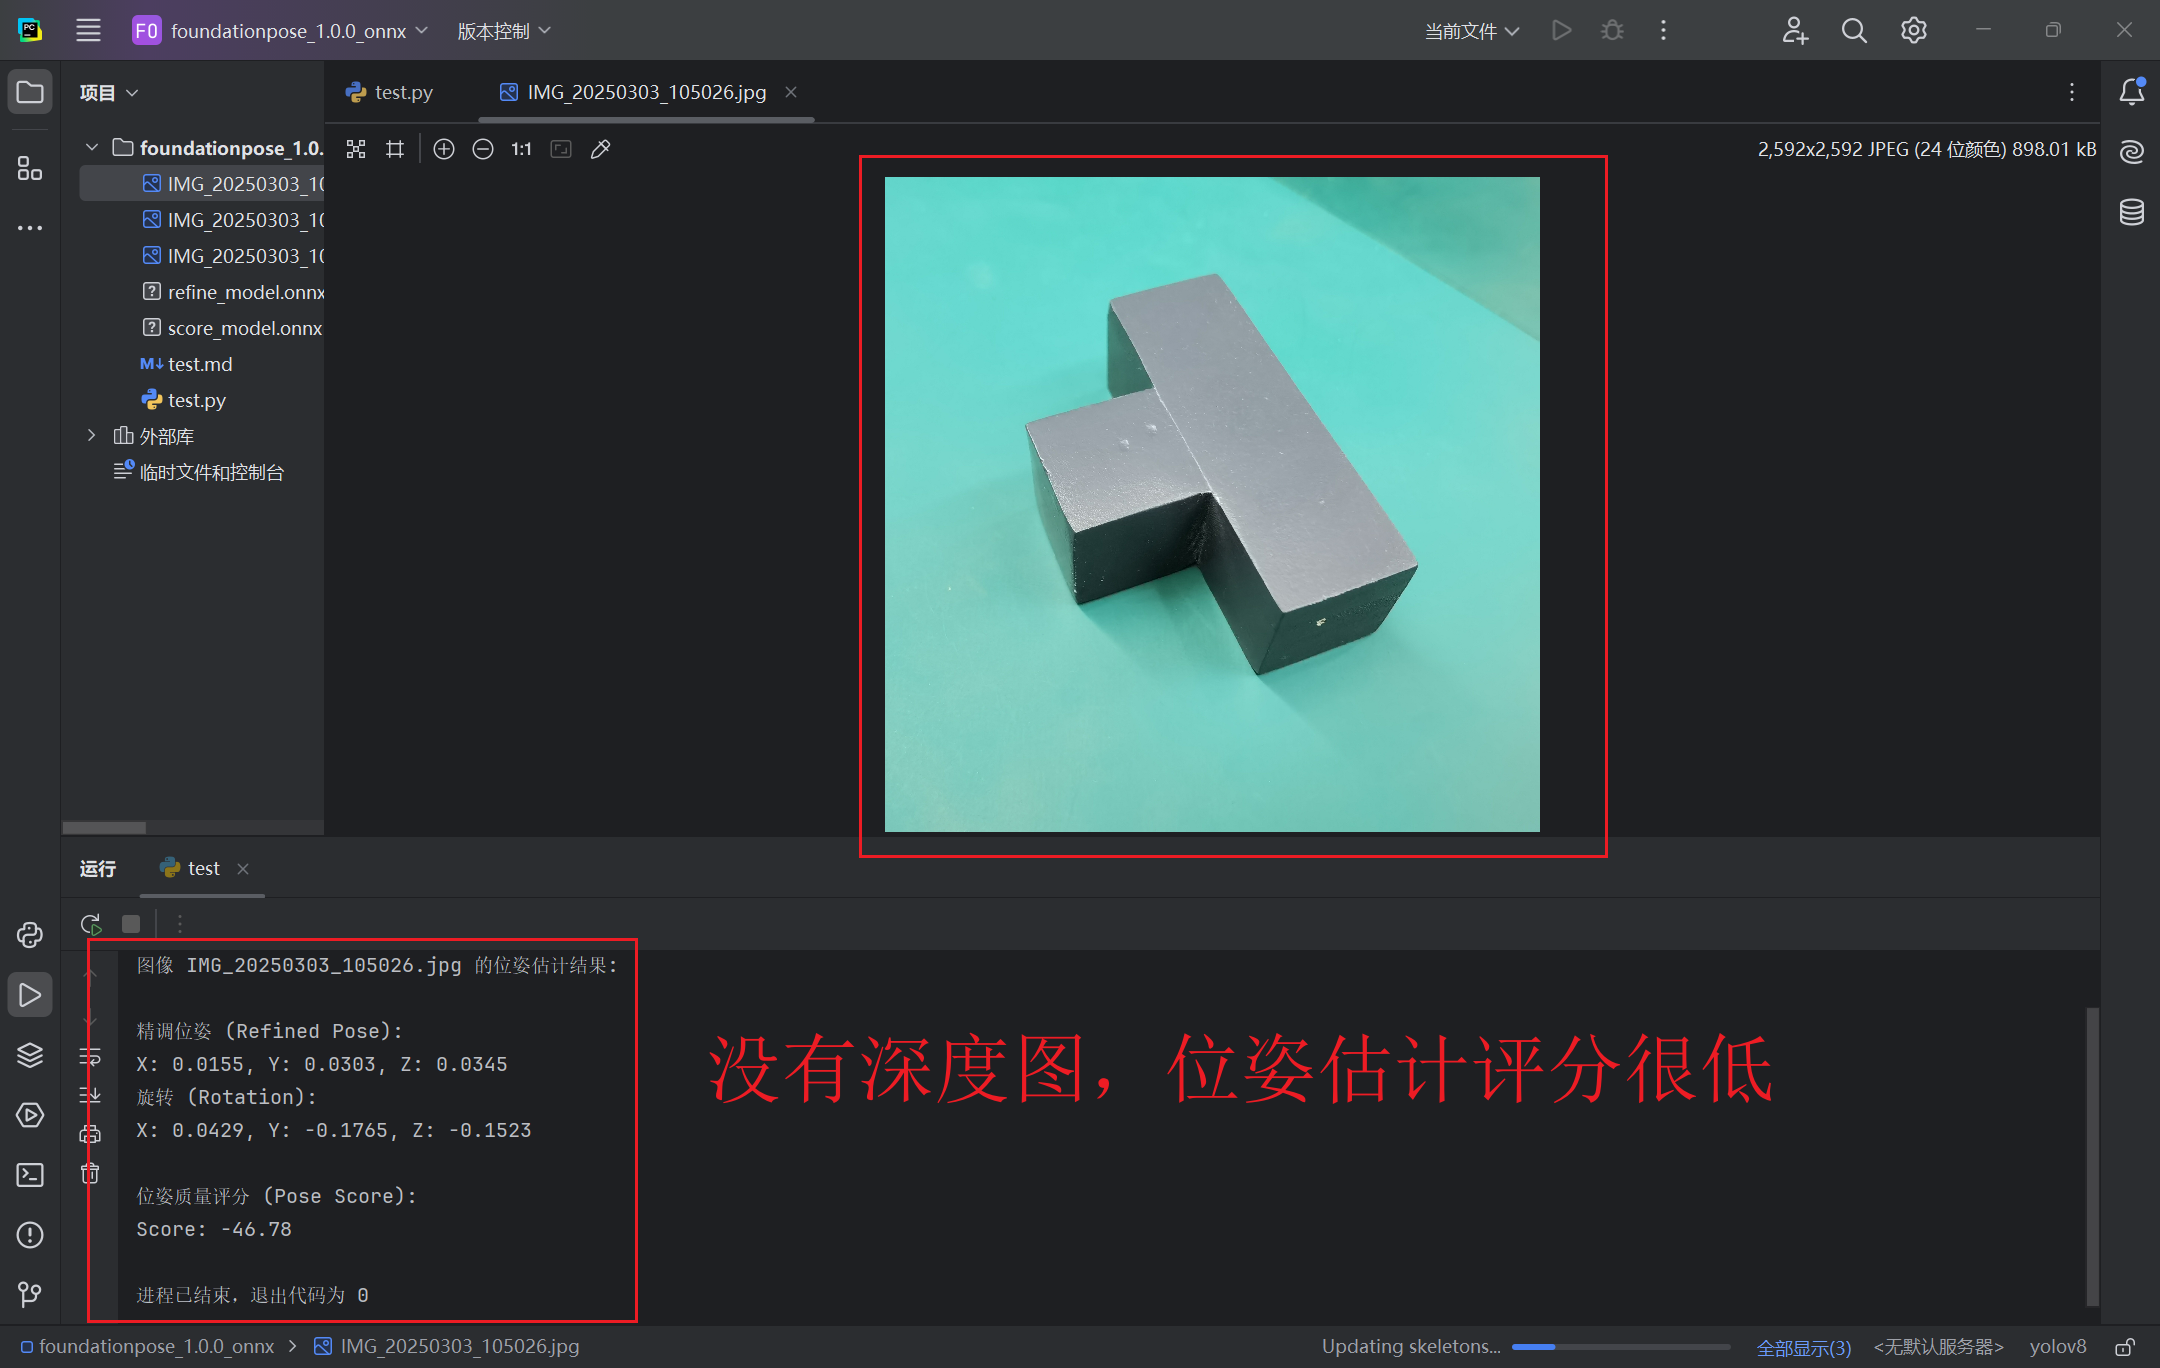 FO foundationpose_1.0.0_onnx 版本控制 当前文件
项目
test.py
IMG_20250303_105026.jpg
1:1
2,592x2,592 JPEG (24 位颜色) 898.01 kB
foundationpose_1.0.
IMG_20250303_10
IMG_20250303_10
IMG_20250303_10
refine_model.onnx
score_model.onnx
M↓ test.md
test.py
外部库
临时文件和控制台
运行
test
图像 IMG_20250303_105026.jpg 的位姿估计结果:
精调位姿 (Refined Pose):
X: 0.0155, Y: 0.0303, Z: 0.0345
旋转 (Rotation):
X: 0.0429, Y: -0.1765, Z: -0.1523
位姿质量评分 (Pose Score):
Score: -46.78
进程已结束，退出代码为 0
没有深度图，位姿估计评分很低
foundationpose_1.0.0_onnx > IMG_20250303_105026.jpg
Updating skeletons... 全部显示(3) <无默认服务器> yolov8